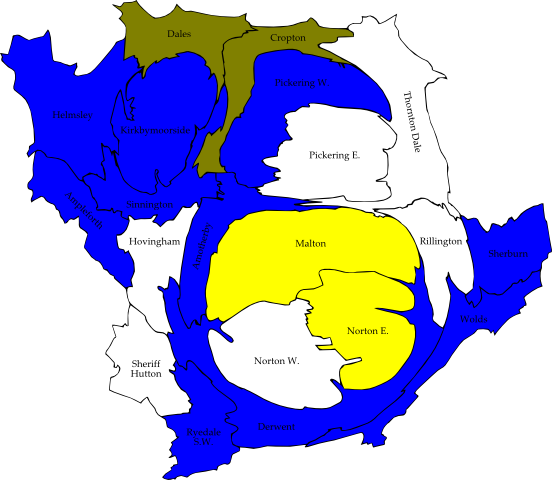 Dales
Cropton
Pickering W.
Helmsley
Thornton Dale
Kirkbymoorside
Pickering E.
Sinnington
Ampleforth
Hovingham
Amotherby
Malton
Rillington
Sherburn
Wolds
Norton E.
Norton W.
Sheriff
Hutton
Derwent
Ryedale
S.W.